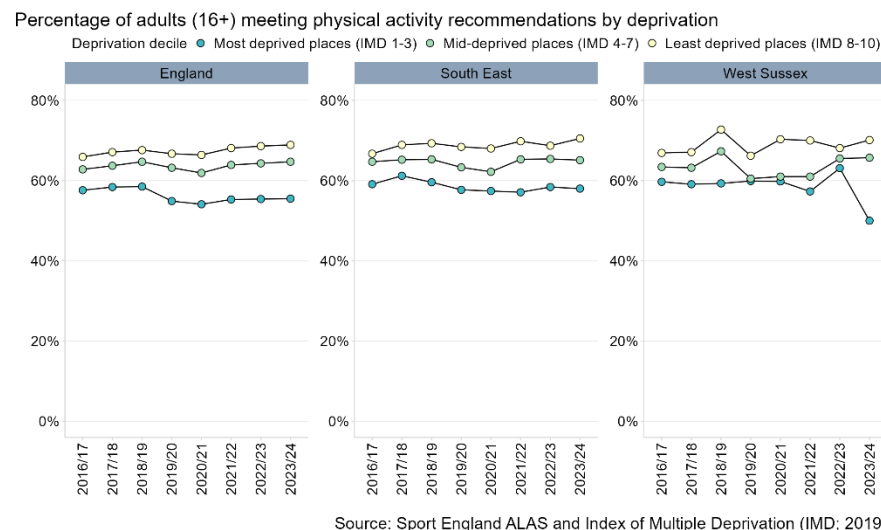 Percentage of adults (16+) meeting physical activity recommendations by deprivation
Deprivation decile Most deprived places (IMD 1-3) Mid-deprived places (IMD 4-7) Least deprived places (IMD 8-10)
England South East West Sussex
80% 80% 80%
60% 60% 60%
40% 40% 40%
20% 20% 20%
0% 0% 0%
2016/17 2017/18 2018/19 2019/20 2020/21 2021/22 2022/23 2023/24 2016/17 2017/18 2018/19 2019/20 2020/21 2021/22 2022/23 2023/24 2016/17 2017/18 2018/19 2019/20 2020/21 2021/22 2022/23 2023/24
Source: Sport England ALAS and Index of Multiple Deprivation (IMD; 2019